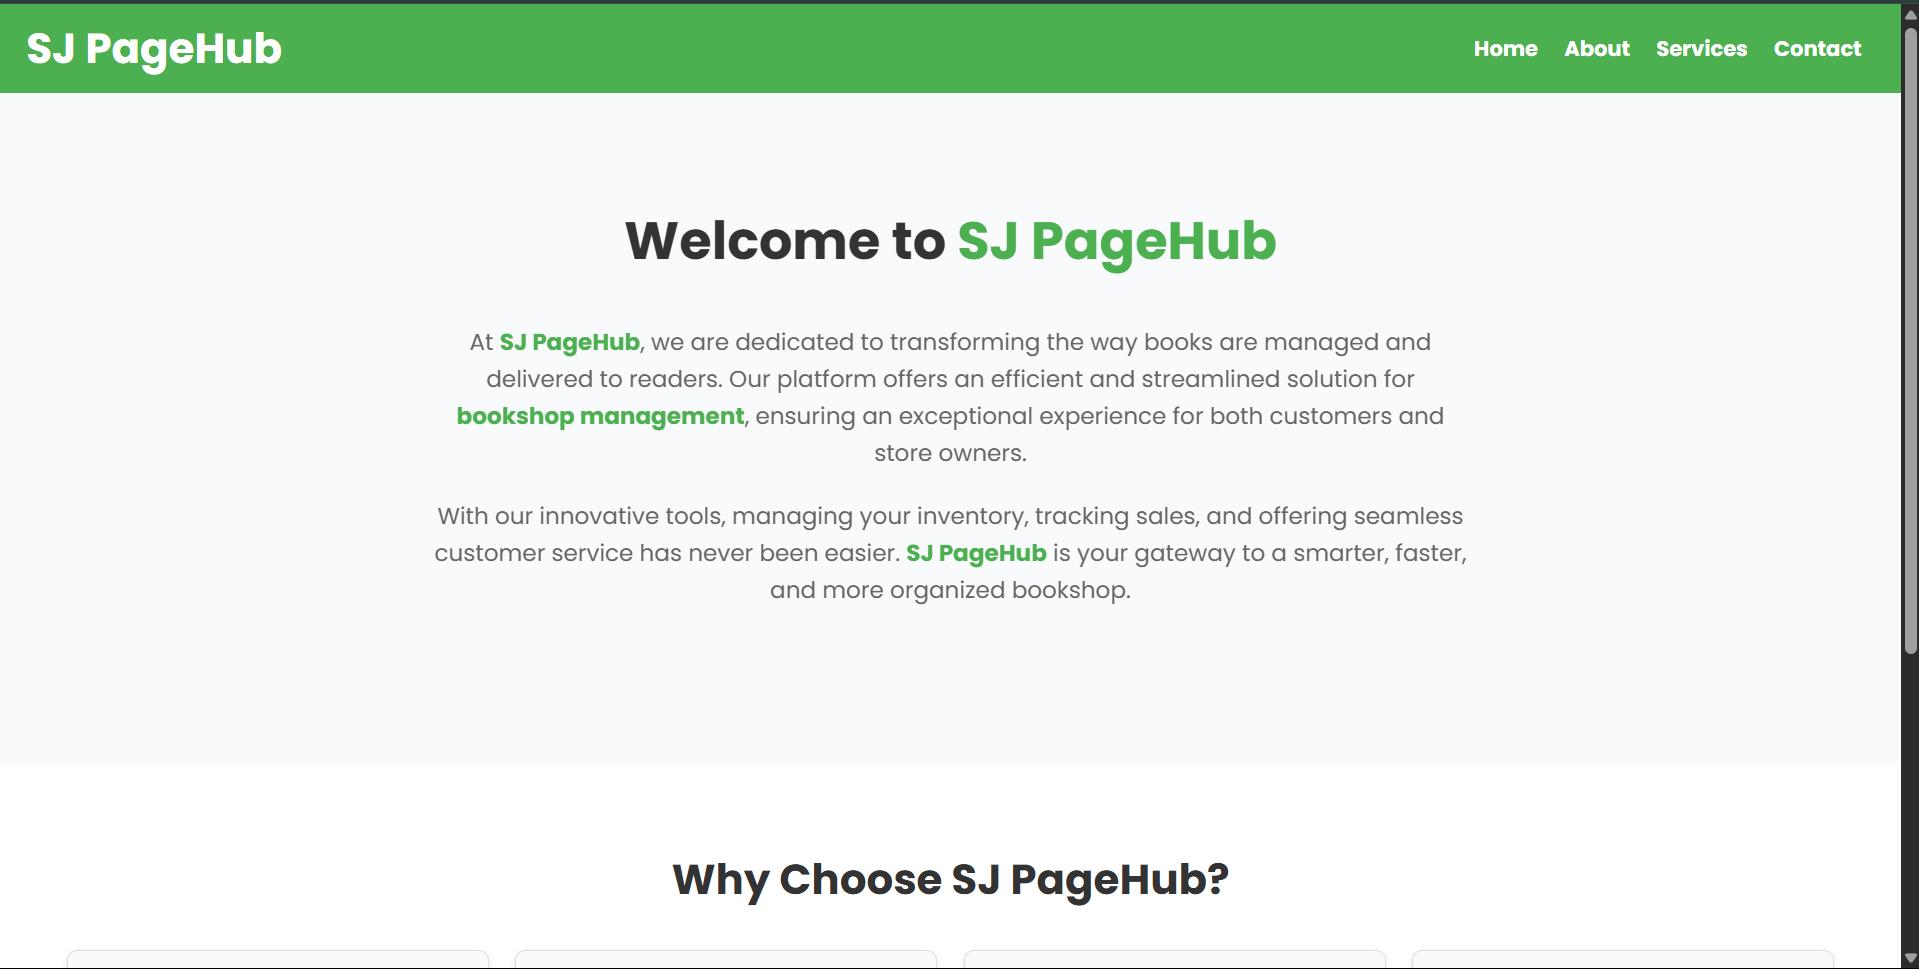 SJ PageHub
Home About Services Contact
Welcome to SJ PageHub
At SJ PageHub, we are dedicated to transforming the way books are managed and
delivered to readers. Our platform offers an efficient and streamlined solution for
bookshop management, ensuring an exceptional experience for both customers and
store owners.
With our innovative tools, managing your inventory, tracking sales, and offering seamless
customer service has never been easier. SJ PageHub is your gateway to a smarter, faster,
and more organized bookshop.
Why Choose SJ PageHub?